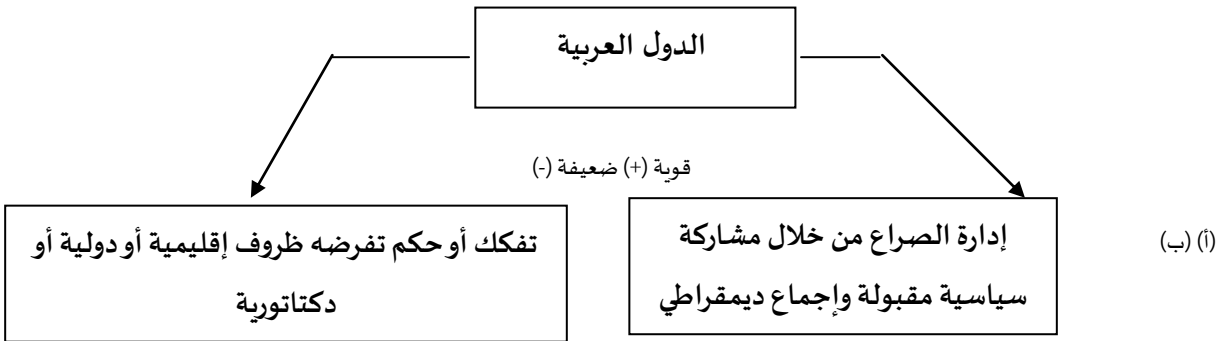 الدول العربية
قوية (+) ضعيفة (-)
(أ) (ب)
إدارة الصراع من خلال مشاركة
سياسية مقبولة وإجماع ديمقراطي
تفكك أو حكم تفرضه ظروف إقليمية أو دولية أو
دكتاتورية